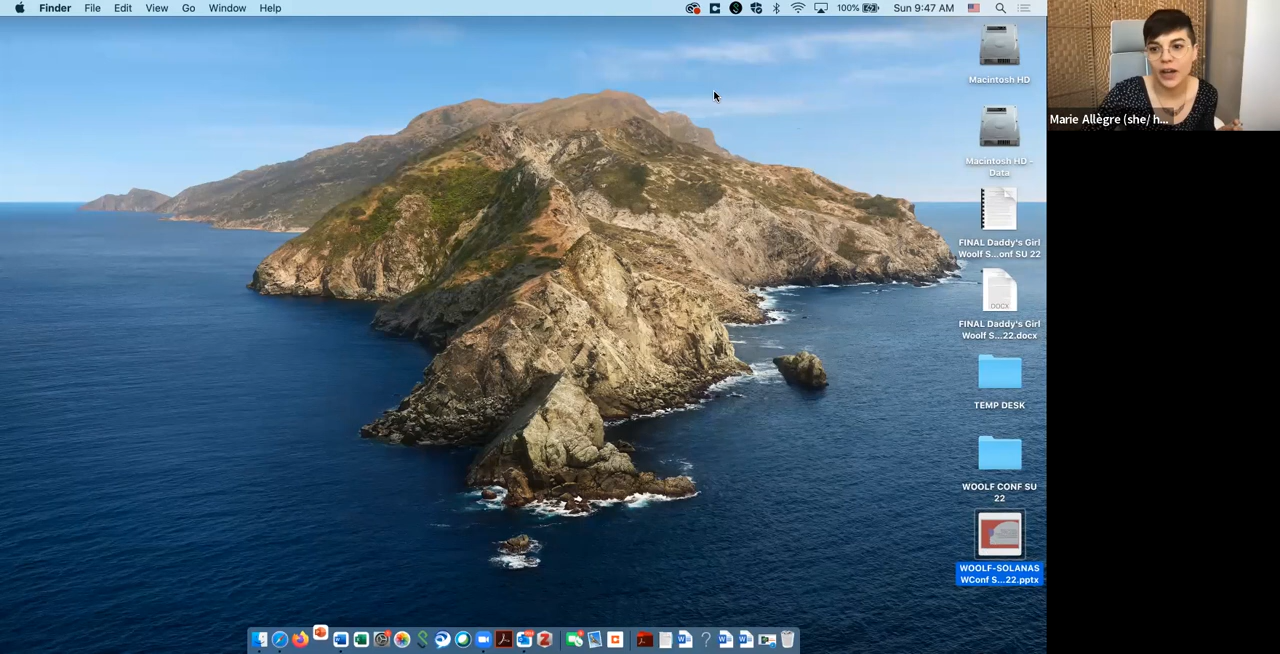 Finder File Edit View Go Window Help 100% Sun 9:47 AM
Macintosh HD
Marie Allègre (she/ h...
Macintosh HD -
Data
FINAL Daddy's Girl
Woolf S...onf SU 22
DOCX
FINAL Daddy's Girl
Woolf S...22.docx
TEMP DESK
WOOLF CONF SU
22
WOOLF-SOLANAS
WConf S...22.pptx